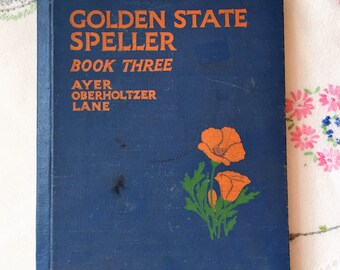 GOLDEN STATE
SPELLER
BOOK THREE
AYER
OBERHOLTZER
LANE